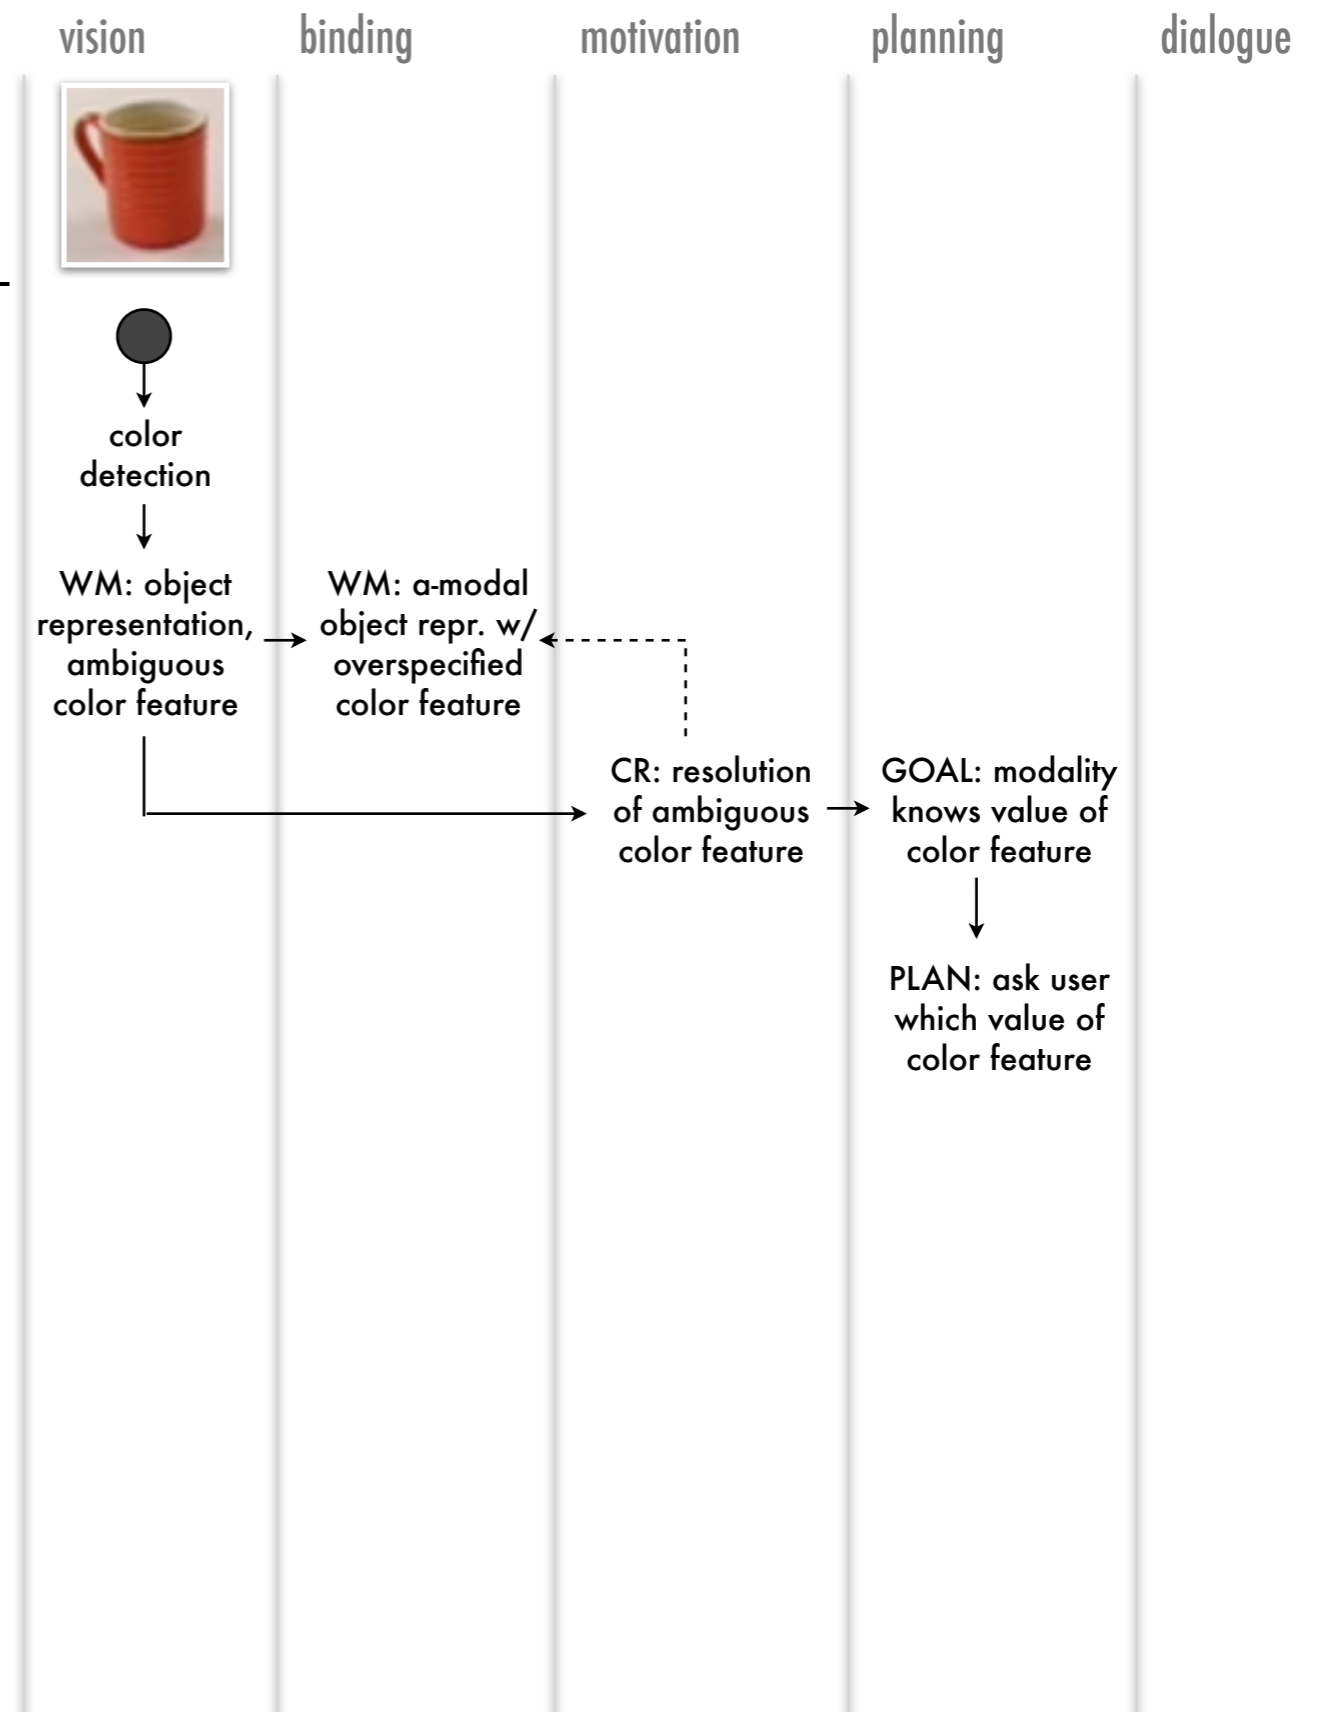 vision
binding
motivation
planning
dialogue
color
detection
WM: object
representation,
ambiguous
color feature
WM: a-modal
object repr. w/
overspecified
color feature
CR: resolution
of ambiguous
color feature
GOAL: modality
knows value of
color feature
PLAN: ask user
which value of
color feature